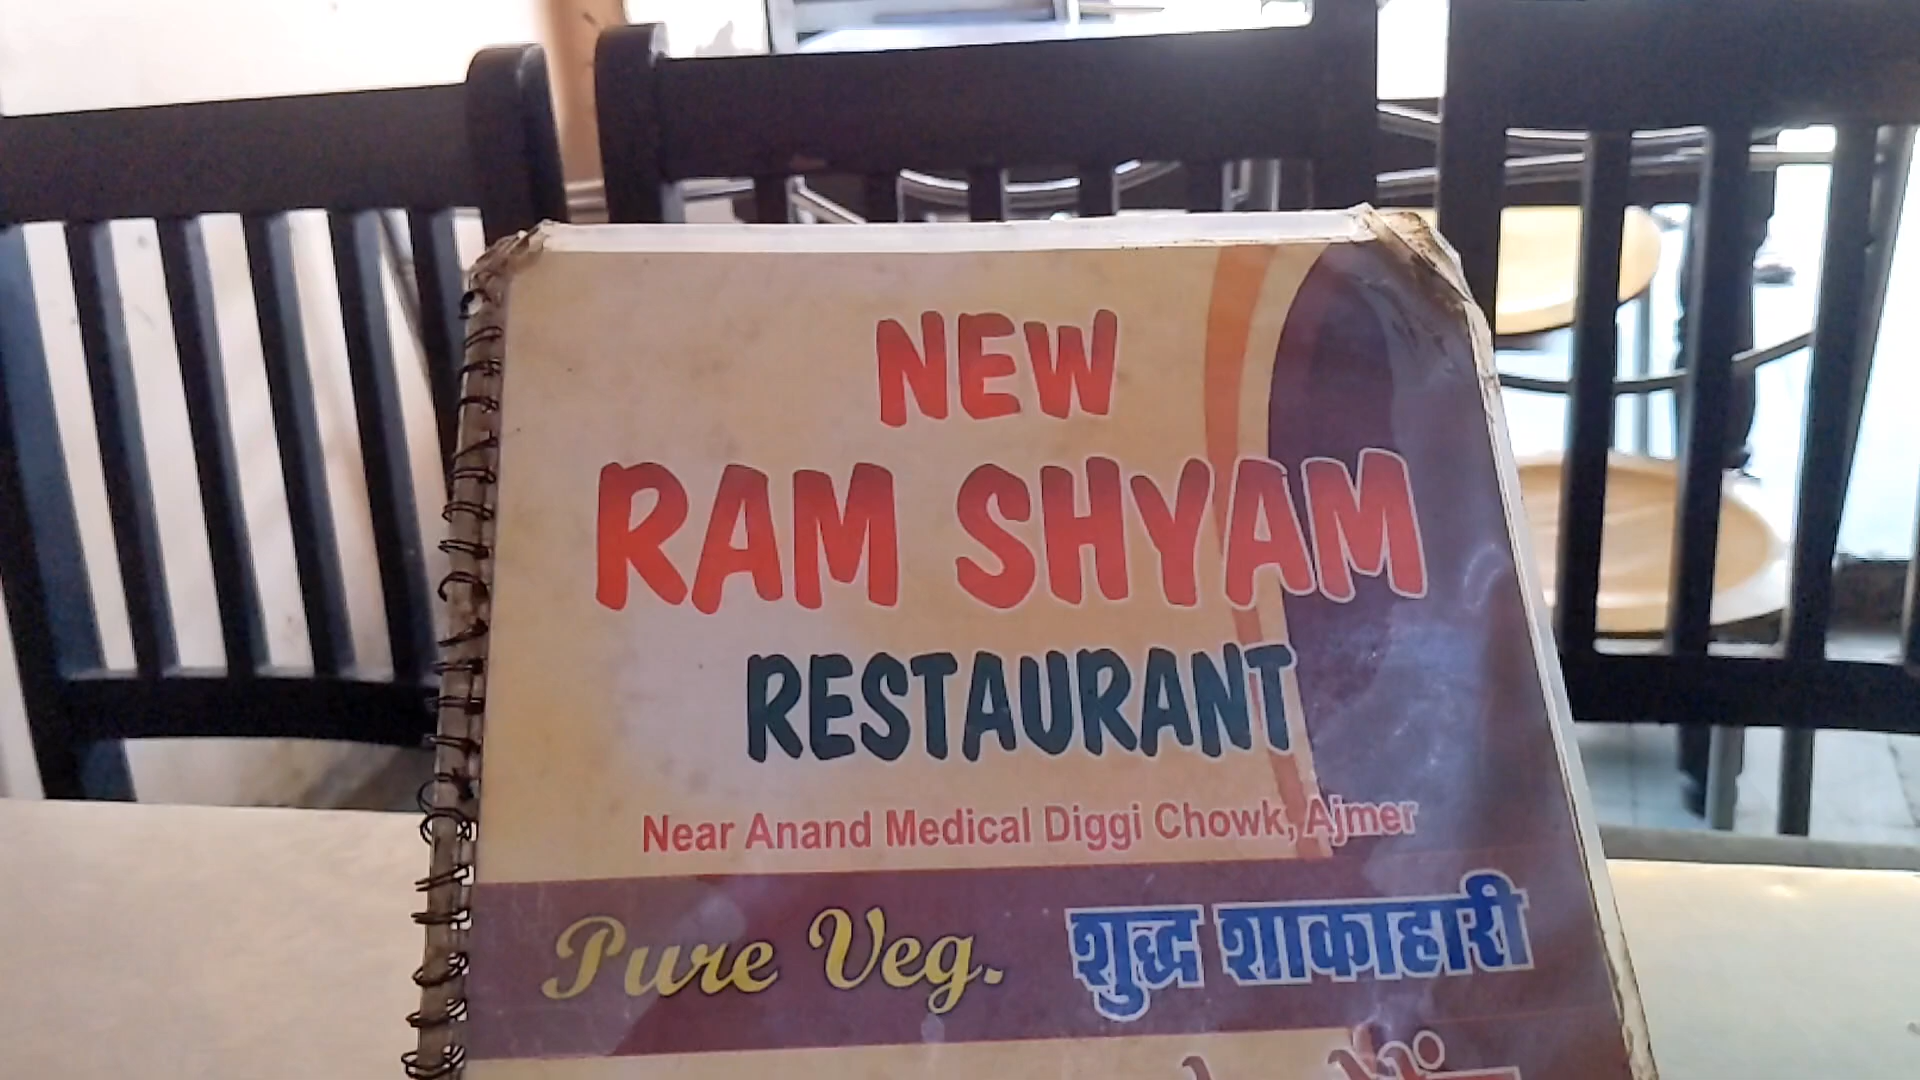 NEW
RAM SHYAM
RESTAURANT
Near Anand Medical Diggi Chowk, Ajmer
Pure Veg. शुद्ध शाकाहारी